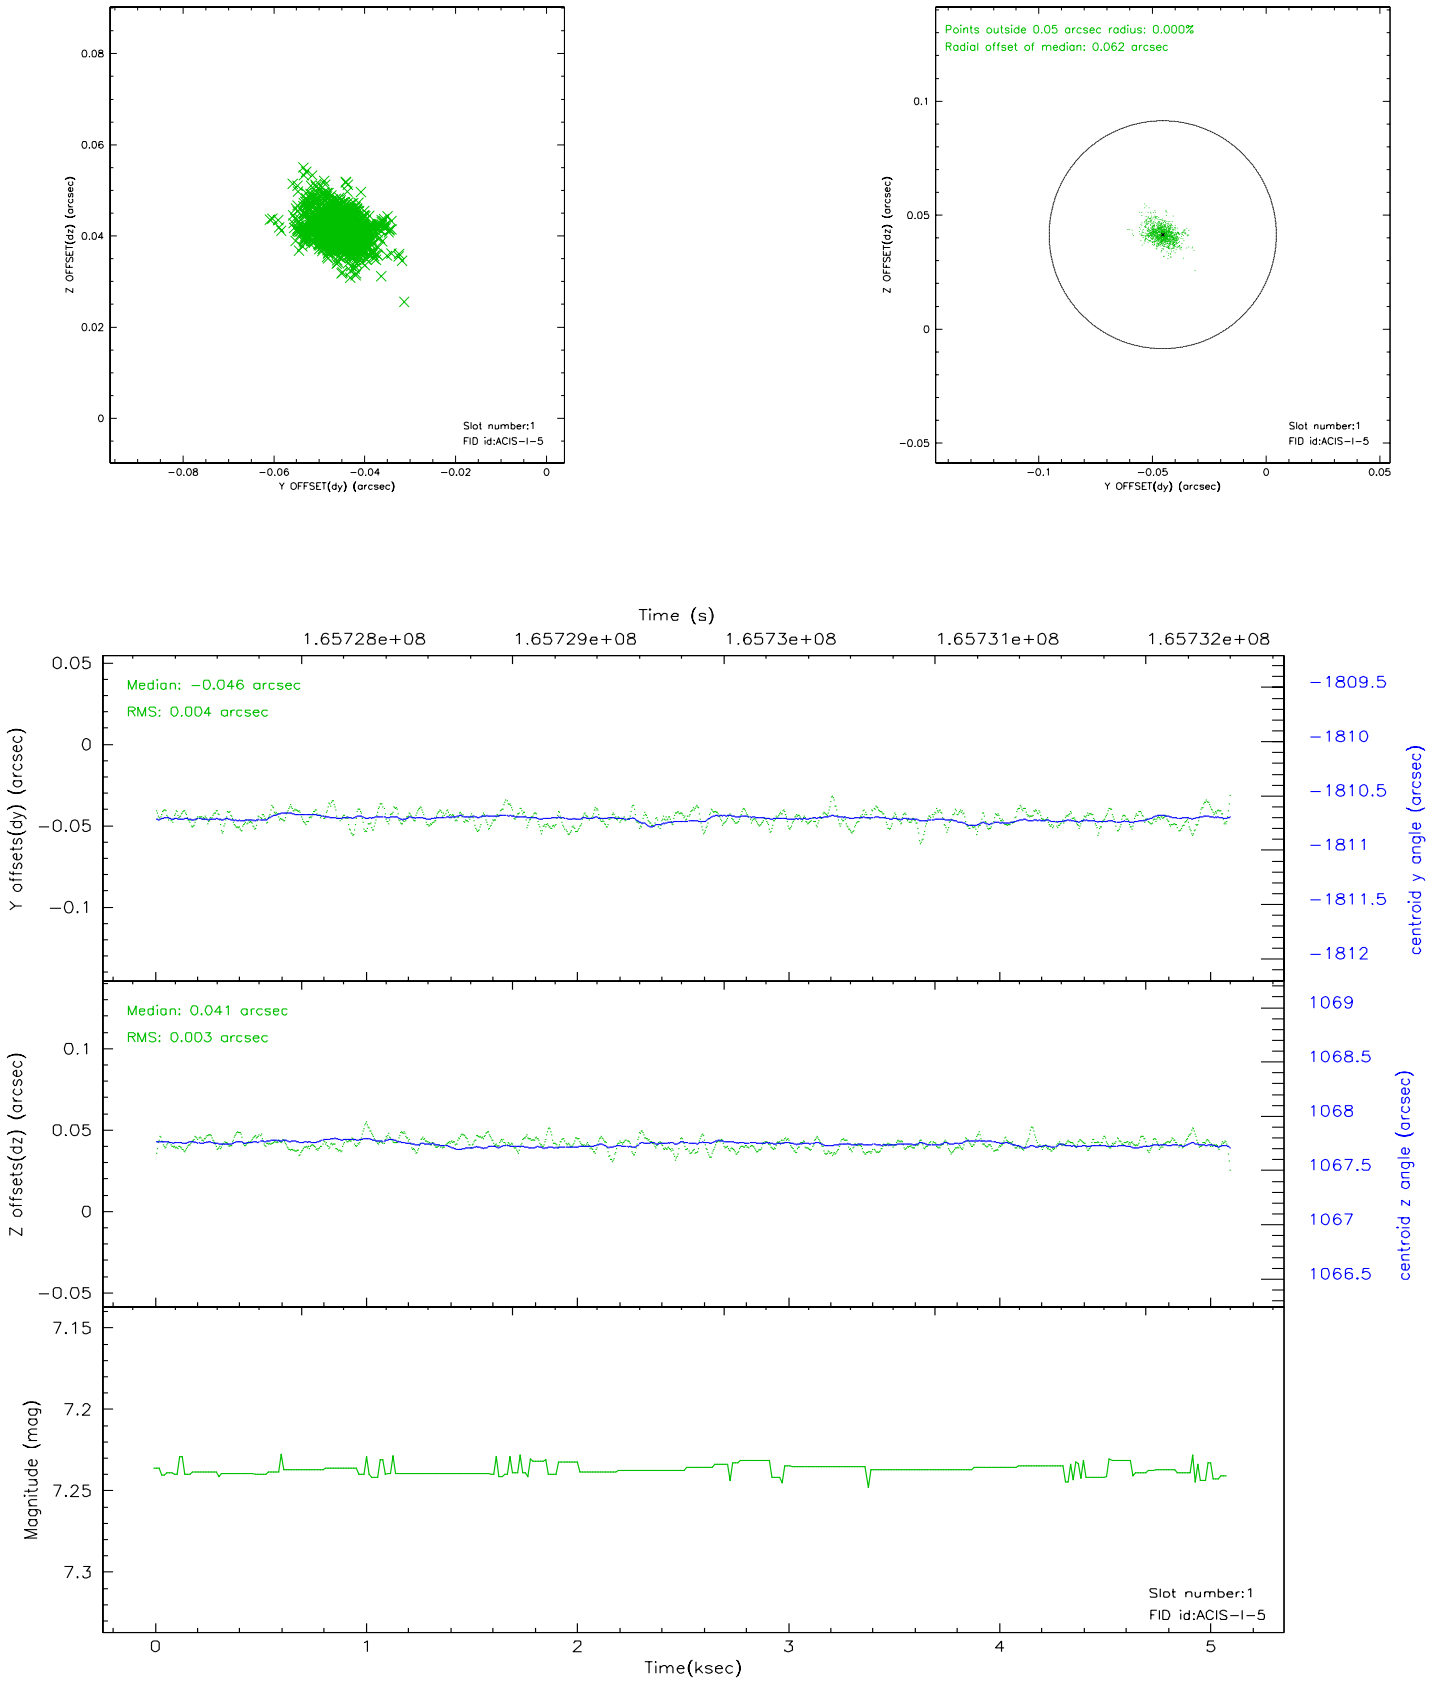 0.08
0.06
0.04
0.02
0
Z OFFSET(dz) (arcsec)
Slot number:1
FID id:ACIS-I-5
-0.08
-0.06
-0.04
-0.02
0
Y OFFSET(dy) (arcsec)
Points outside 0.05 arcsec radius: 0.000%
Radial offset of median: 0.062 arcsec
0.1
0.05
0
-0.05
Z OFFSET(dz) (arcsec)
Slot number:1
FID id:ACIS-I-5
-0.1
-0.05
0
0.05
Y OFFSET(dy) (arcsec)
Time (s)
1.65728e+08
1.65729e+08
1.6573e+08
1.65731e+08
1.65732e+08
Median: -0.046 arcsec
RMS: 0.004 arcsec
0.05
0
-0.05
-0.1
Y offsets(dy) (arcsec)
-1809.5
-1810
-1810.5
-1811
-1811.5
-1812
centroid y angle (arcsec)
Median: 0.041 arcsec
RMS: 0.003 arcsec
0.1
0.05
0
-0.05
Z offsets(dz) (arcsec)
1069
1068.5
1068
1067.5
1067
1066.5
centroid z angle (arcsec)
7.15
7.2
7.25
7.3
Magnitude (mag)
Slot number:1
FID id:ACIS-I-5
0
1
2
3
4
5
Time(ksec)